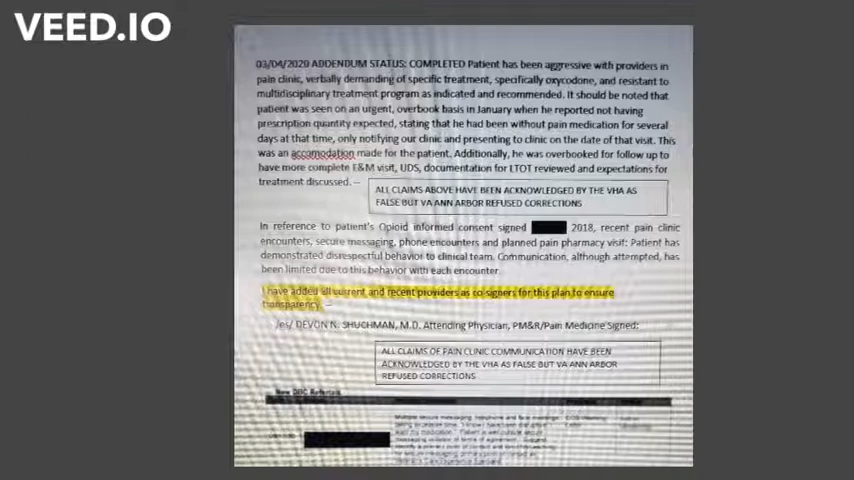 VEED.IO
03/04/2020 ADDENDUM STATUS: COMPLETED Patient has been aggressive with providers in
pain clinic, verbally demanding of specific treatment, specifically oxycodone, and resistant to
multidisciplinary treatment program as indicated and recommended. It should be noted that
patient was seen on an urgent, overbook basis in January when he reported not having
prescription quantity expected, stating that he had been without pain medication for several
days at that time, only notifying our clinic and presenting to clinic on the date of that visit. This
was an accomodation made for the patient. Additionally, he was overbooked for follow up to
have more complete E&M visit, UDS, documentation for LTOT reviewed and expectations for
treatment discussed. —
ALL CLAIMS ABOVE HAVE BEEN ACKNOWLEDGED BY THE VHA AS
FALSE BUT VA ANN ARBOR REFUSED CORRECTIONS
In reference to patient's Opioid informed consent signed 2018, recent pain clinic
encounters, secure messaging, phone encounters and planned pain pharmacy visit: Patient has
demonstrated disrespectful behavior to clinical team. Communication, although attempted, has
been limited due to this behavior with each encounter.
I have added all current and recent providers as co-signers for this plan to ensure
transparency. —
/es/ DEVON N. SHUCHMAN, M.D. Attending Physician, PM&R/Pain Medicine Signed:
ALL CLAIMS OF PAIN CLINIC COMMUNICATION HAVE BEEN
ACKNOWLEDGED BY THE VHA AS FALSE BUT VA ANN ARBOR
REFUSED CORRECTIONS
New DBC Referrals